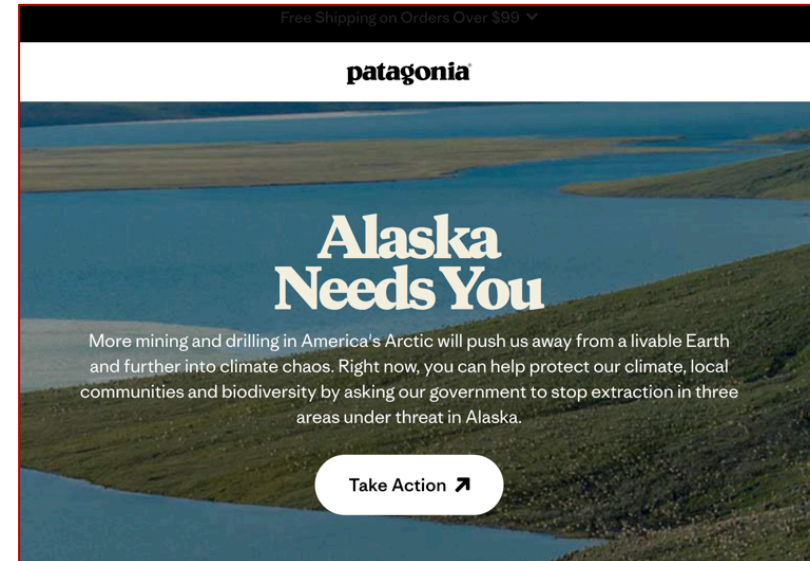 Free Shipping on Orders Over $99
patagonia®
Alaska
Needs You
More mining and drilling in America's Arctic will push us away from a livable Earth
and further into climate chaos. Right now, you can help protect our climate, local
communities and biodiversity by asking our government to stop extraction in three
areas under threat in Alaska.
Take Action